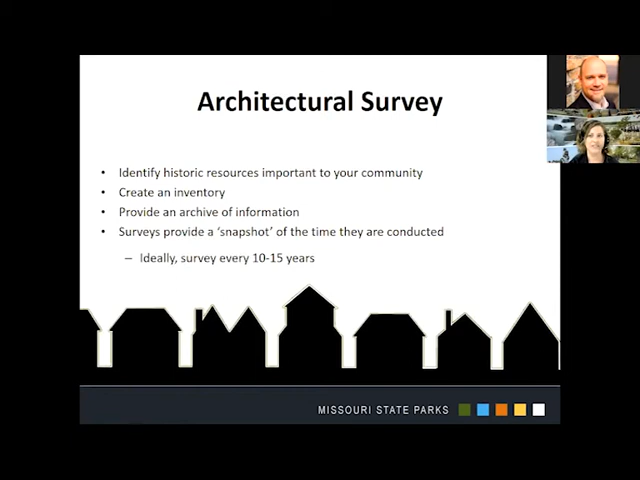 Architectural Survey
• Identify historic resources important to your community
• Create an inventory
• Provide an archive of information
• Surveys provide a ‘snapshot’ of the time they are conducted
– Ideally, survey every 10-15 years
MISSOURI STATE PARKS